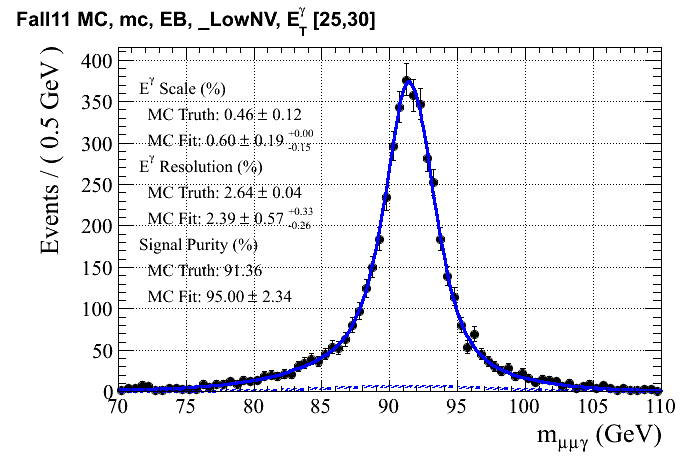 Fall11 MC, mc, EB, _LowNV, E_T^γ [25,30]
Events / ( 0.5 GeV )
400
350
300
250
200
150
100
50
0
E^γ Scale (%)
MC Truth: 0.46 ± 0.12
MC Fit: 0.60 ± 0.19 +0.00 -0.15
E^γ Resolution (%)
MC Truth: 2.64 ± 0.04
MC Fit: 2.39 ± 0.57 +0.33 -0.26
Signal Purity (%)
MC Truth: 91.36
MC Fit: 95.00 ± 2.34
70 75 80 85 90 95 100 105 110
m_μμγ (GeV)